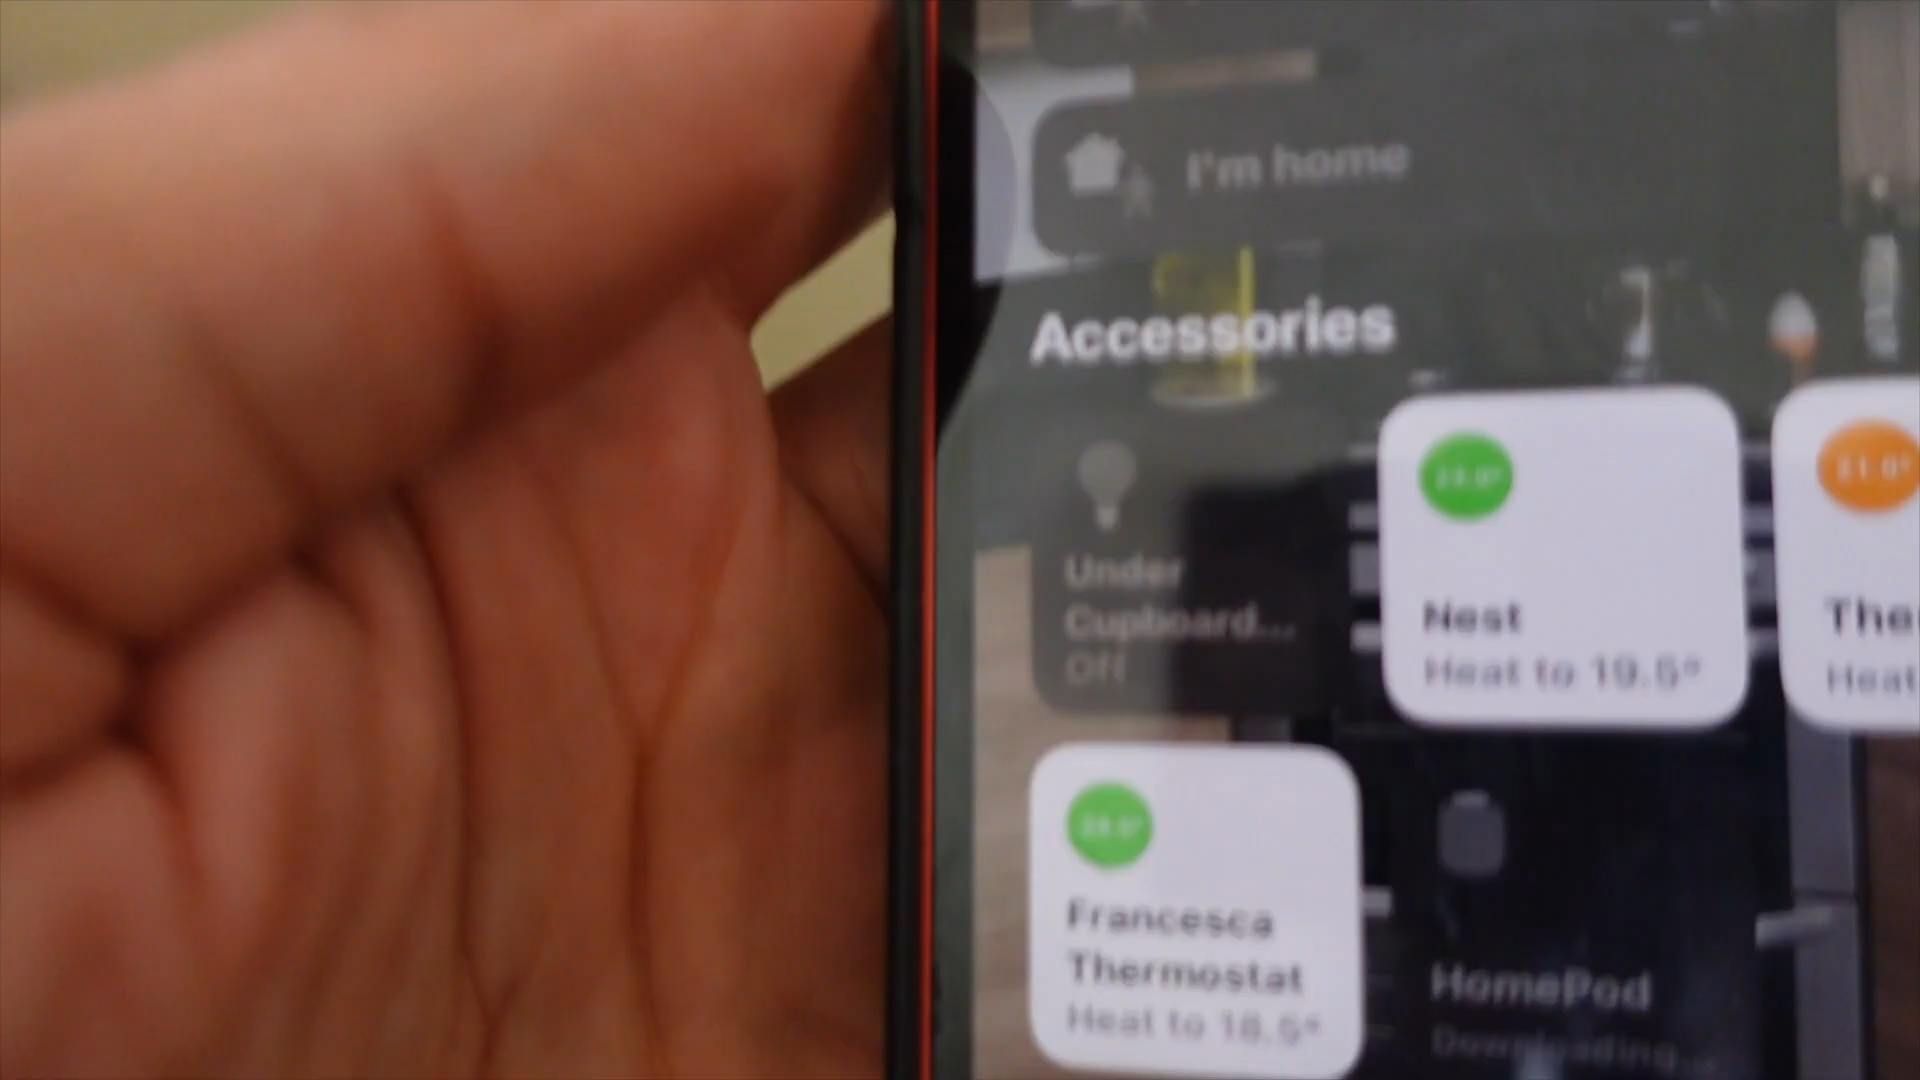 I'm home
Accessories
Under
Cupboard...
Off
Nest
Heat to 19.5°
The
Heat
Francesca
Thermostat
Heat to 18.5°
HomePod
Downloading...